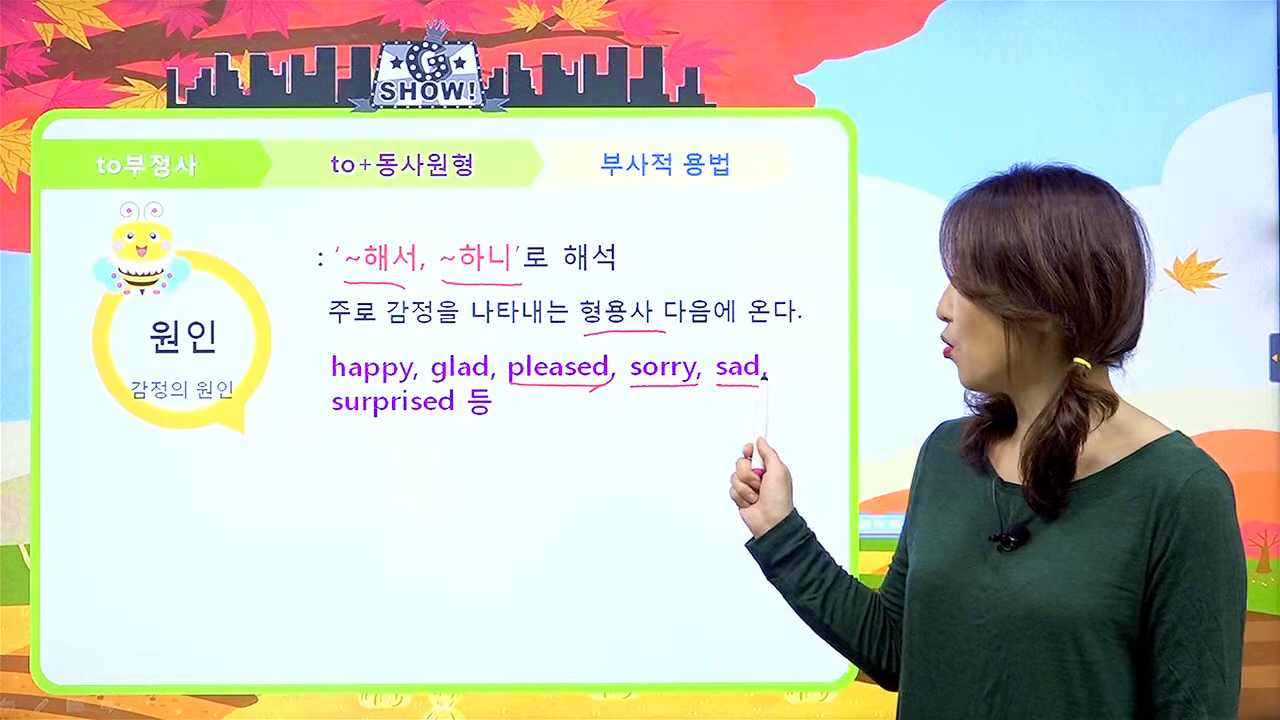 G
SHOW!
to부정사
to+동사원형
부사적 용법
: ‘~해서, ~하니’로 해석
주로 감정을 나타내는 형용사 다음에 온다.
원인
감정의 원인
happy, glad, pleased, sorry, sad,
surprised 등